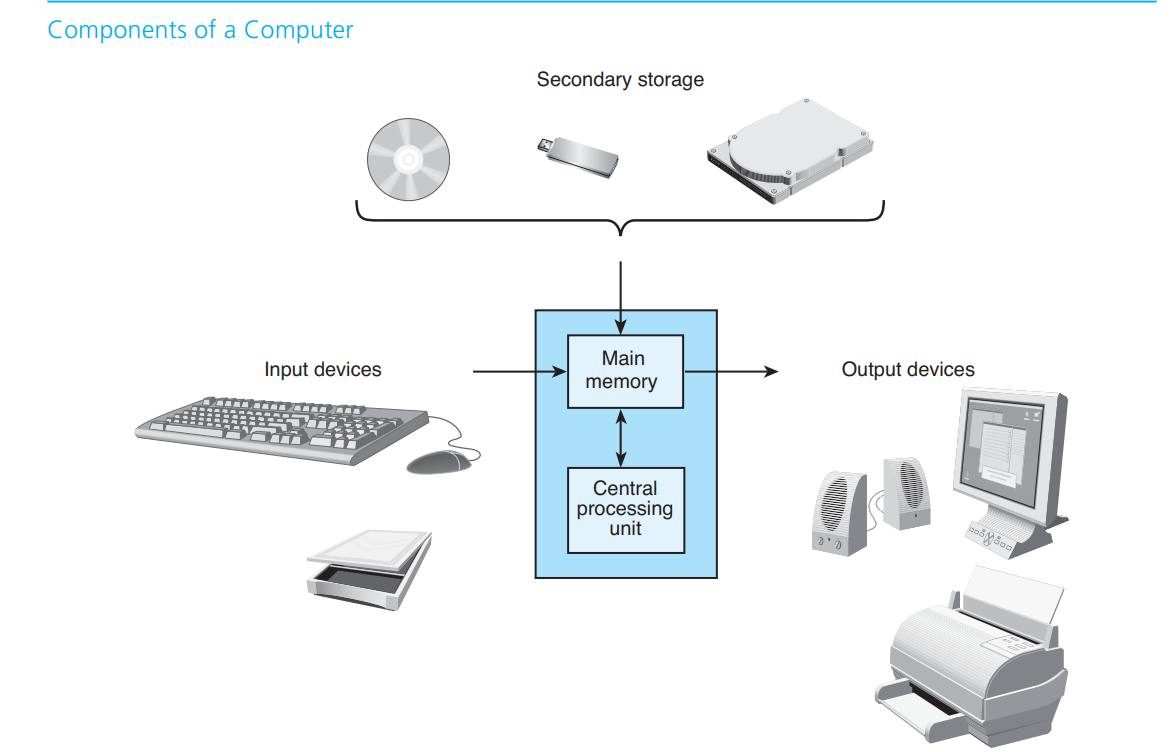 Components of a Computer
Secondary storage
Input devices
Main
memory
Output devices
Central
processing
unit